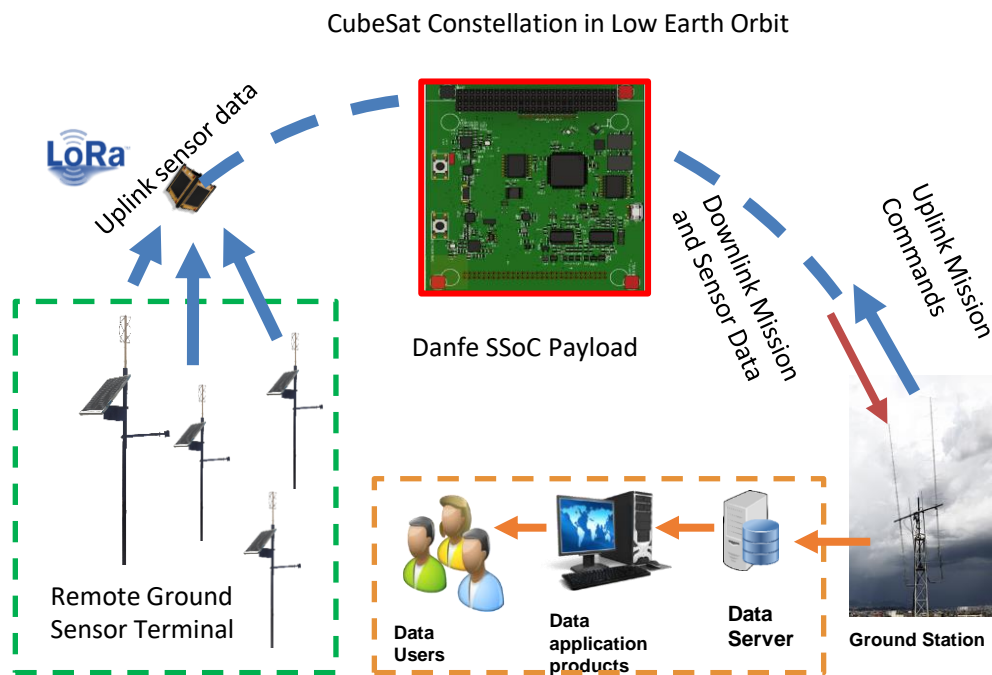 CubeSat Constellation in Low Earth Orbit
LoRa
Uplink sensor data
Danfe SSoC Payload
Downlink Mission
and Sensor Data
Uplink Mission
Commands
Remote Ground
Sensor Terminal
Data
Users
Data
application
products
Data
Server
Ground Station